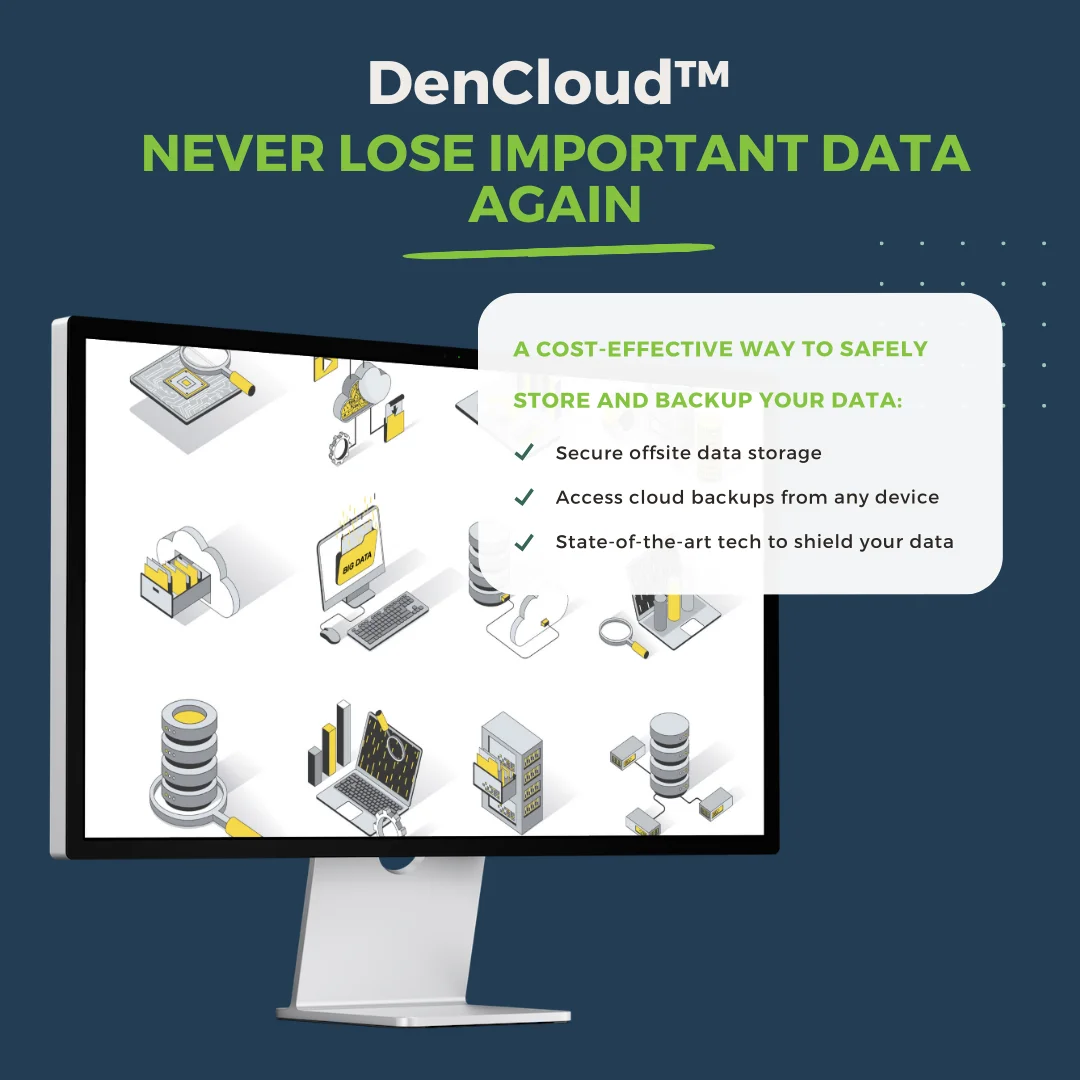 DenCloud™
NEVER LOSE IMPORTANT DATA
AGAIN
A COST-EFFECTIVE WAY TO SAFELY
STORE AND BACKUP YOUR DATA:
Secure offsite data storage
Access cloud backups from any device
State-of-the-art tech to shield your data
BIG DATA